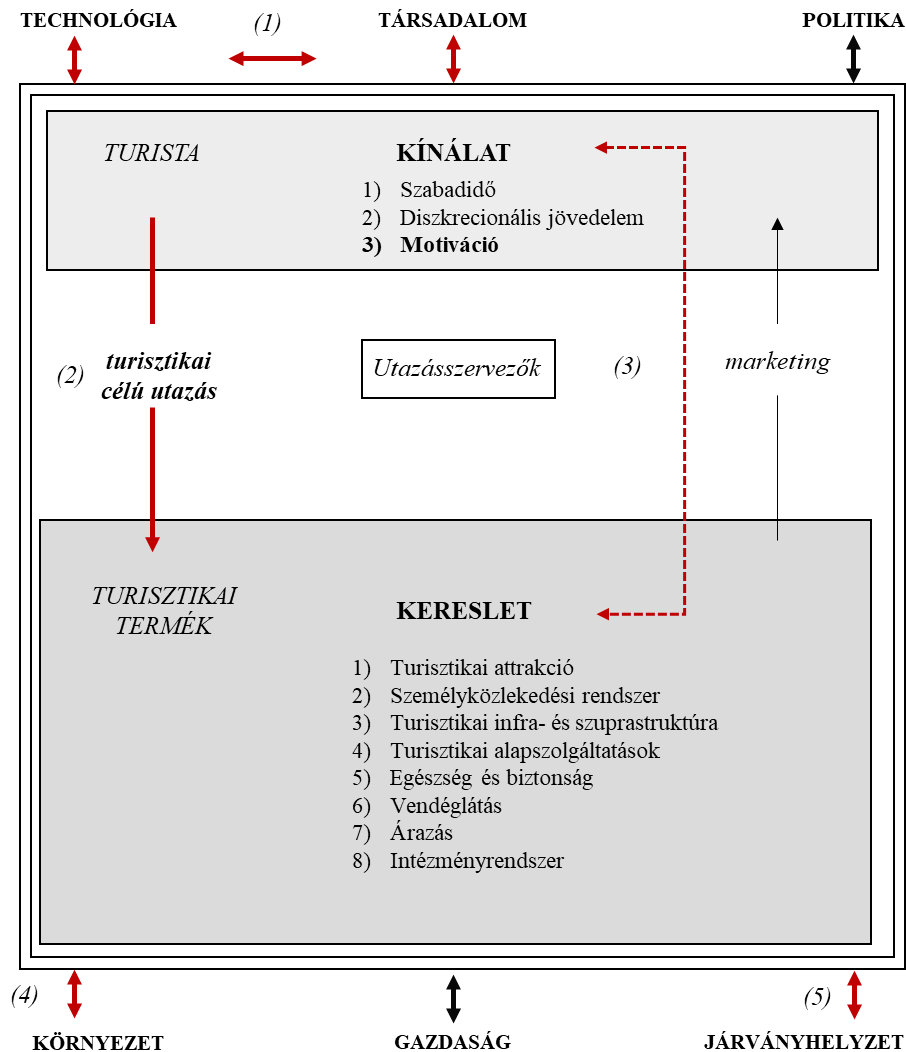 TECHNOLÓGIA
(1)
TÁRSADALOM
POLITIKA
TURISTA
KÍNÁLAT
1) Szabadidő
2) Diszkrecionális jövedelem
3) Motiváció
(2)
turisztikai
célú utazás
Utazásszervezők
(3)
marketing
TURISZTIKAI
TERMÉK
KERESLET
1) Turisztikai attrakció
2) Személyközlekedési rendszer
3) Turisztikai infra- és szuprastruktúra
4) Turisztikai alapszolgáltatások
5) Egészség és biztonság
6) Vendéglátás
7) Árazás
8) Intézményrendszer
(4)
(5)
KÖRNYEZET
GAZDASÁG
JÁRVÁNYHELYZET